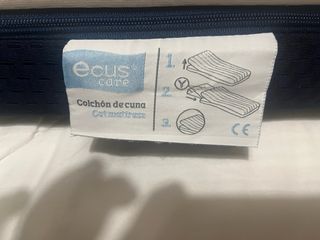 ecus®
care
Colchón de cuna
Cot mattress
1.
2.
3.
CE